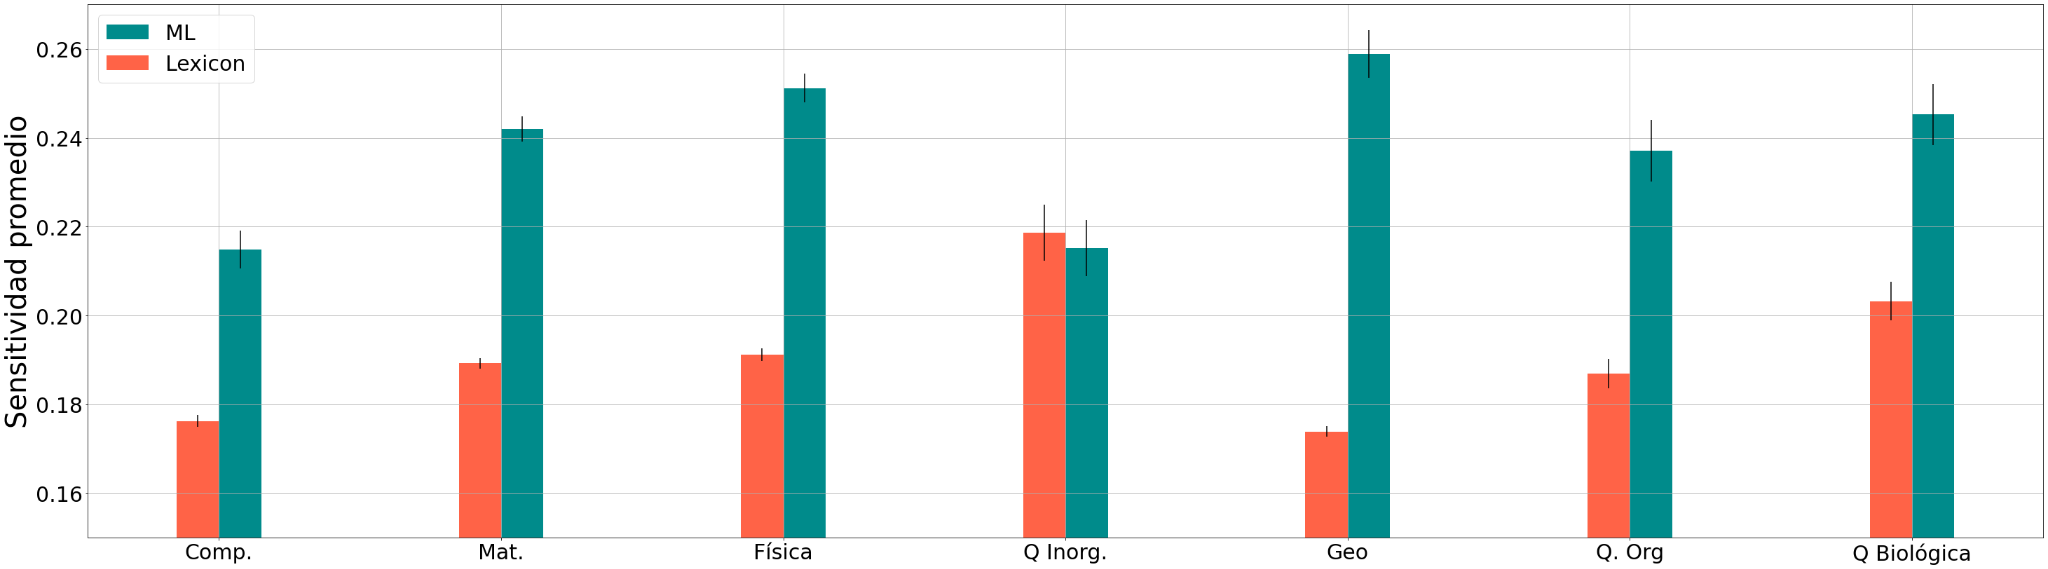 ML
Lexicon
Sensitividad promedio
0.26
0.24
0.22
0.20
0.18
0.16
Comp.
Mat.
Física
Q Inorg.
Geo
Q. Org
Q Biológica